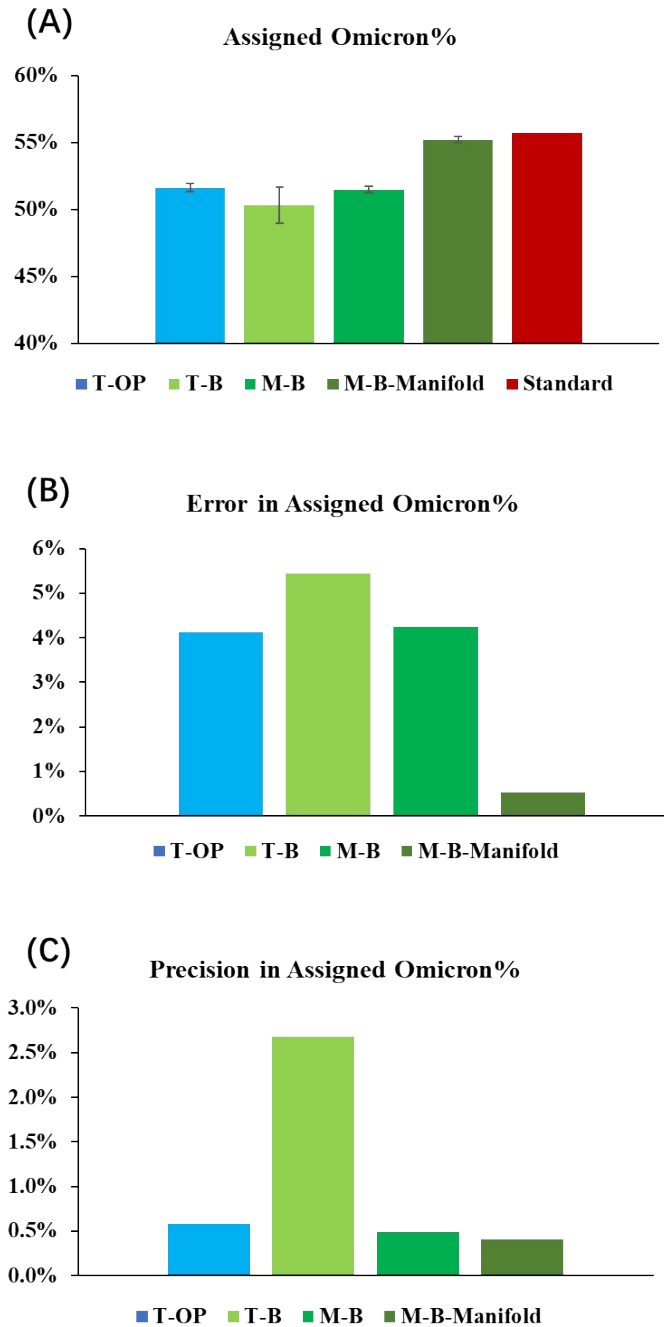 (A)
Assigned Omicron%
60%
55%
50%
45%
40%
T-OP T-B M-B M-B-Manifold Standard
(B)
Error in Assigned Omicron%
6%
5%
4%
3%
2%
1%
0%
T-OP T-B M-B M-B-Manifold
(C)
Precision in Assigned Omicron%
3.0%
2.5%
2.0%
1.5%
1.0%
0.5%
0.0%
T-OP T-B M-B M-B-Manifold